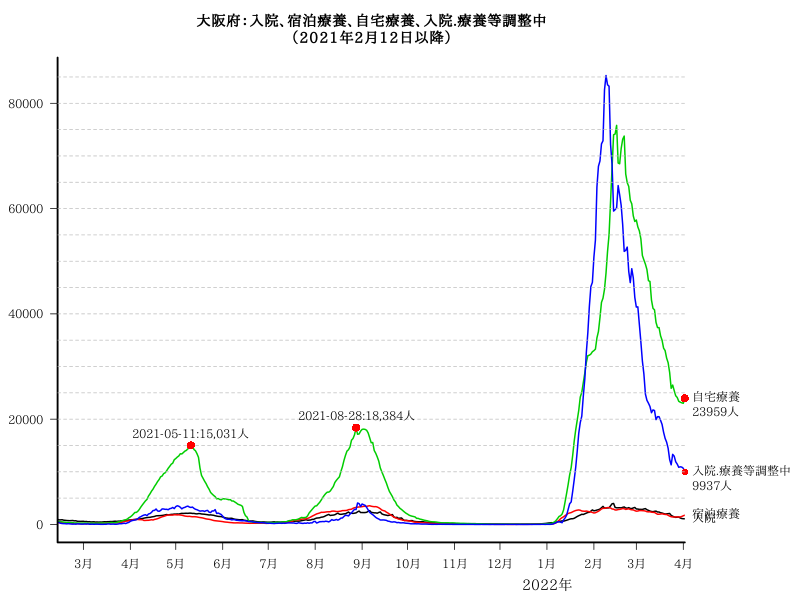 大阪府：入院、宿泊療養、自宅療養、入院.療養等調整中
（2021年2月12日以降）
80000
60000
40000
20000
0
2021-05-11:15,031人
2021-08-28:18,384人
自宅療養
23959人
入院.療養等調整中
9937人
宿泊療養
入院
3月 4月 5月 6月 7月 8月 9月 10月 11月 12月 1月 2月 3月 4月
2022年